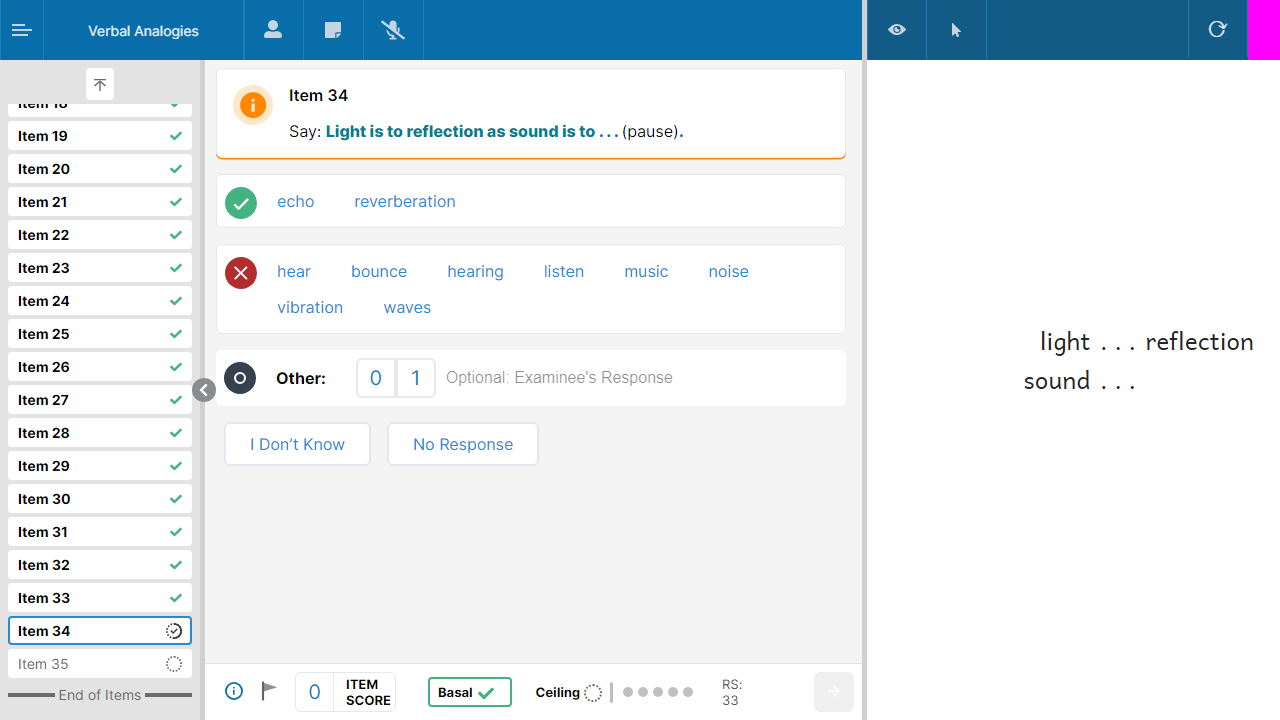 Verbal Analogies
Item 18
Item 19
Item 20
Item 21
Item 22
Item 23
Item 24
Item 25
Item 26
Item 27
Item 28
Item 29
Item 30
Item 31
Item 32
Item 33
Item 34
Item 35
End of Items
Item 34
Say: Light is to reflection as sound is to . . . (pause).
echo reverberation
hear bounce hearing listen music noise
vibration waves
Other: 0 1 Optional: Examinee's Response
I Don’t Know No Response
0 ITEM SCORE
Basal
Ceiling
RS:
33
light . . . reflection
sound . . .